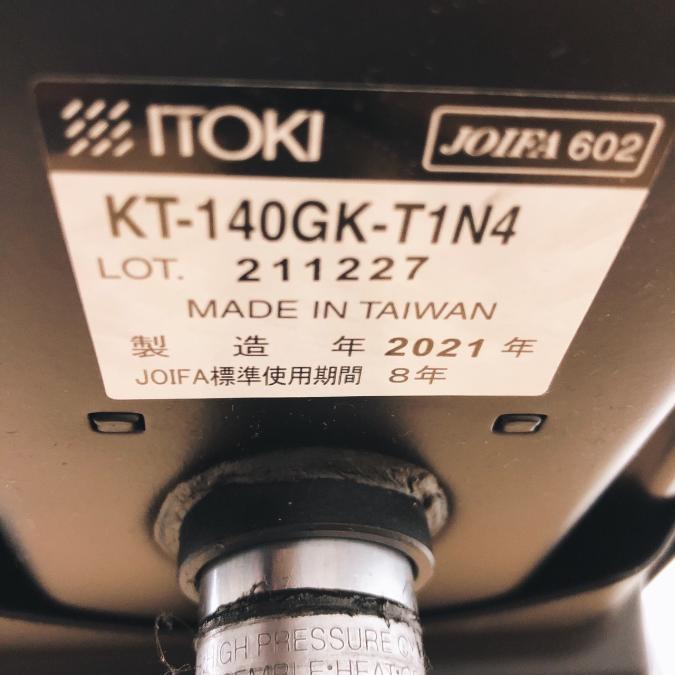 ITOKI
JOIFA 602
KT-140GK-T1N4
LOT. 211227
MADE IN TAIWAN
製 造 年 2021 年
JOIFA標準使用期間 8年
HIGH PRESSURE